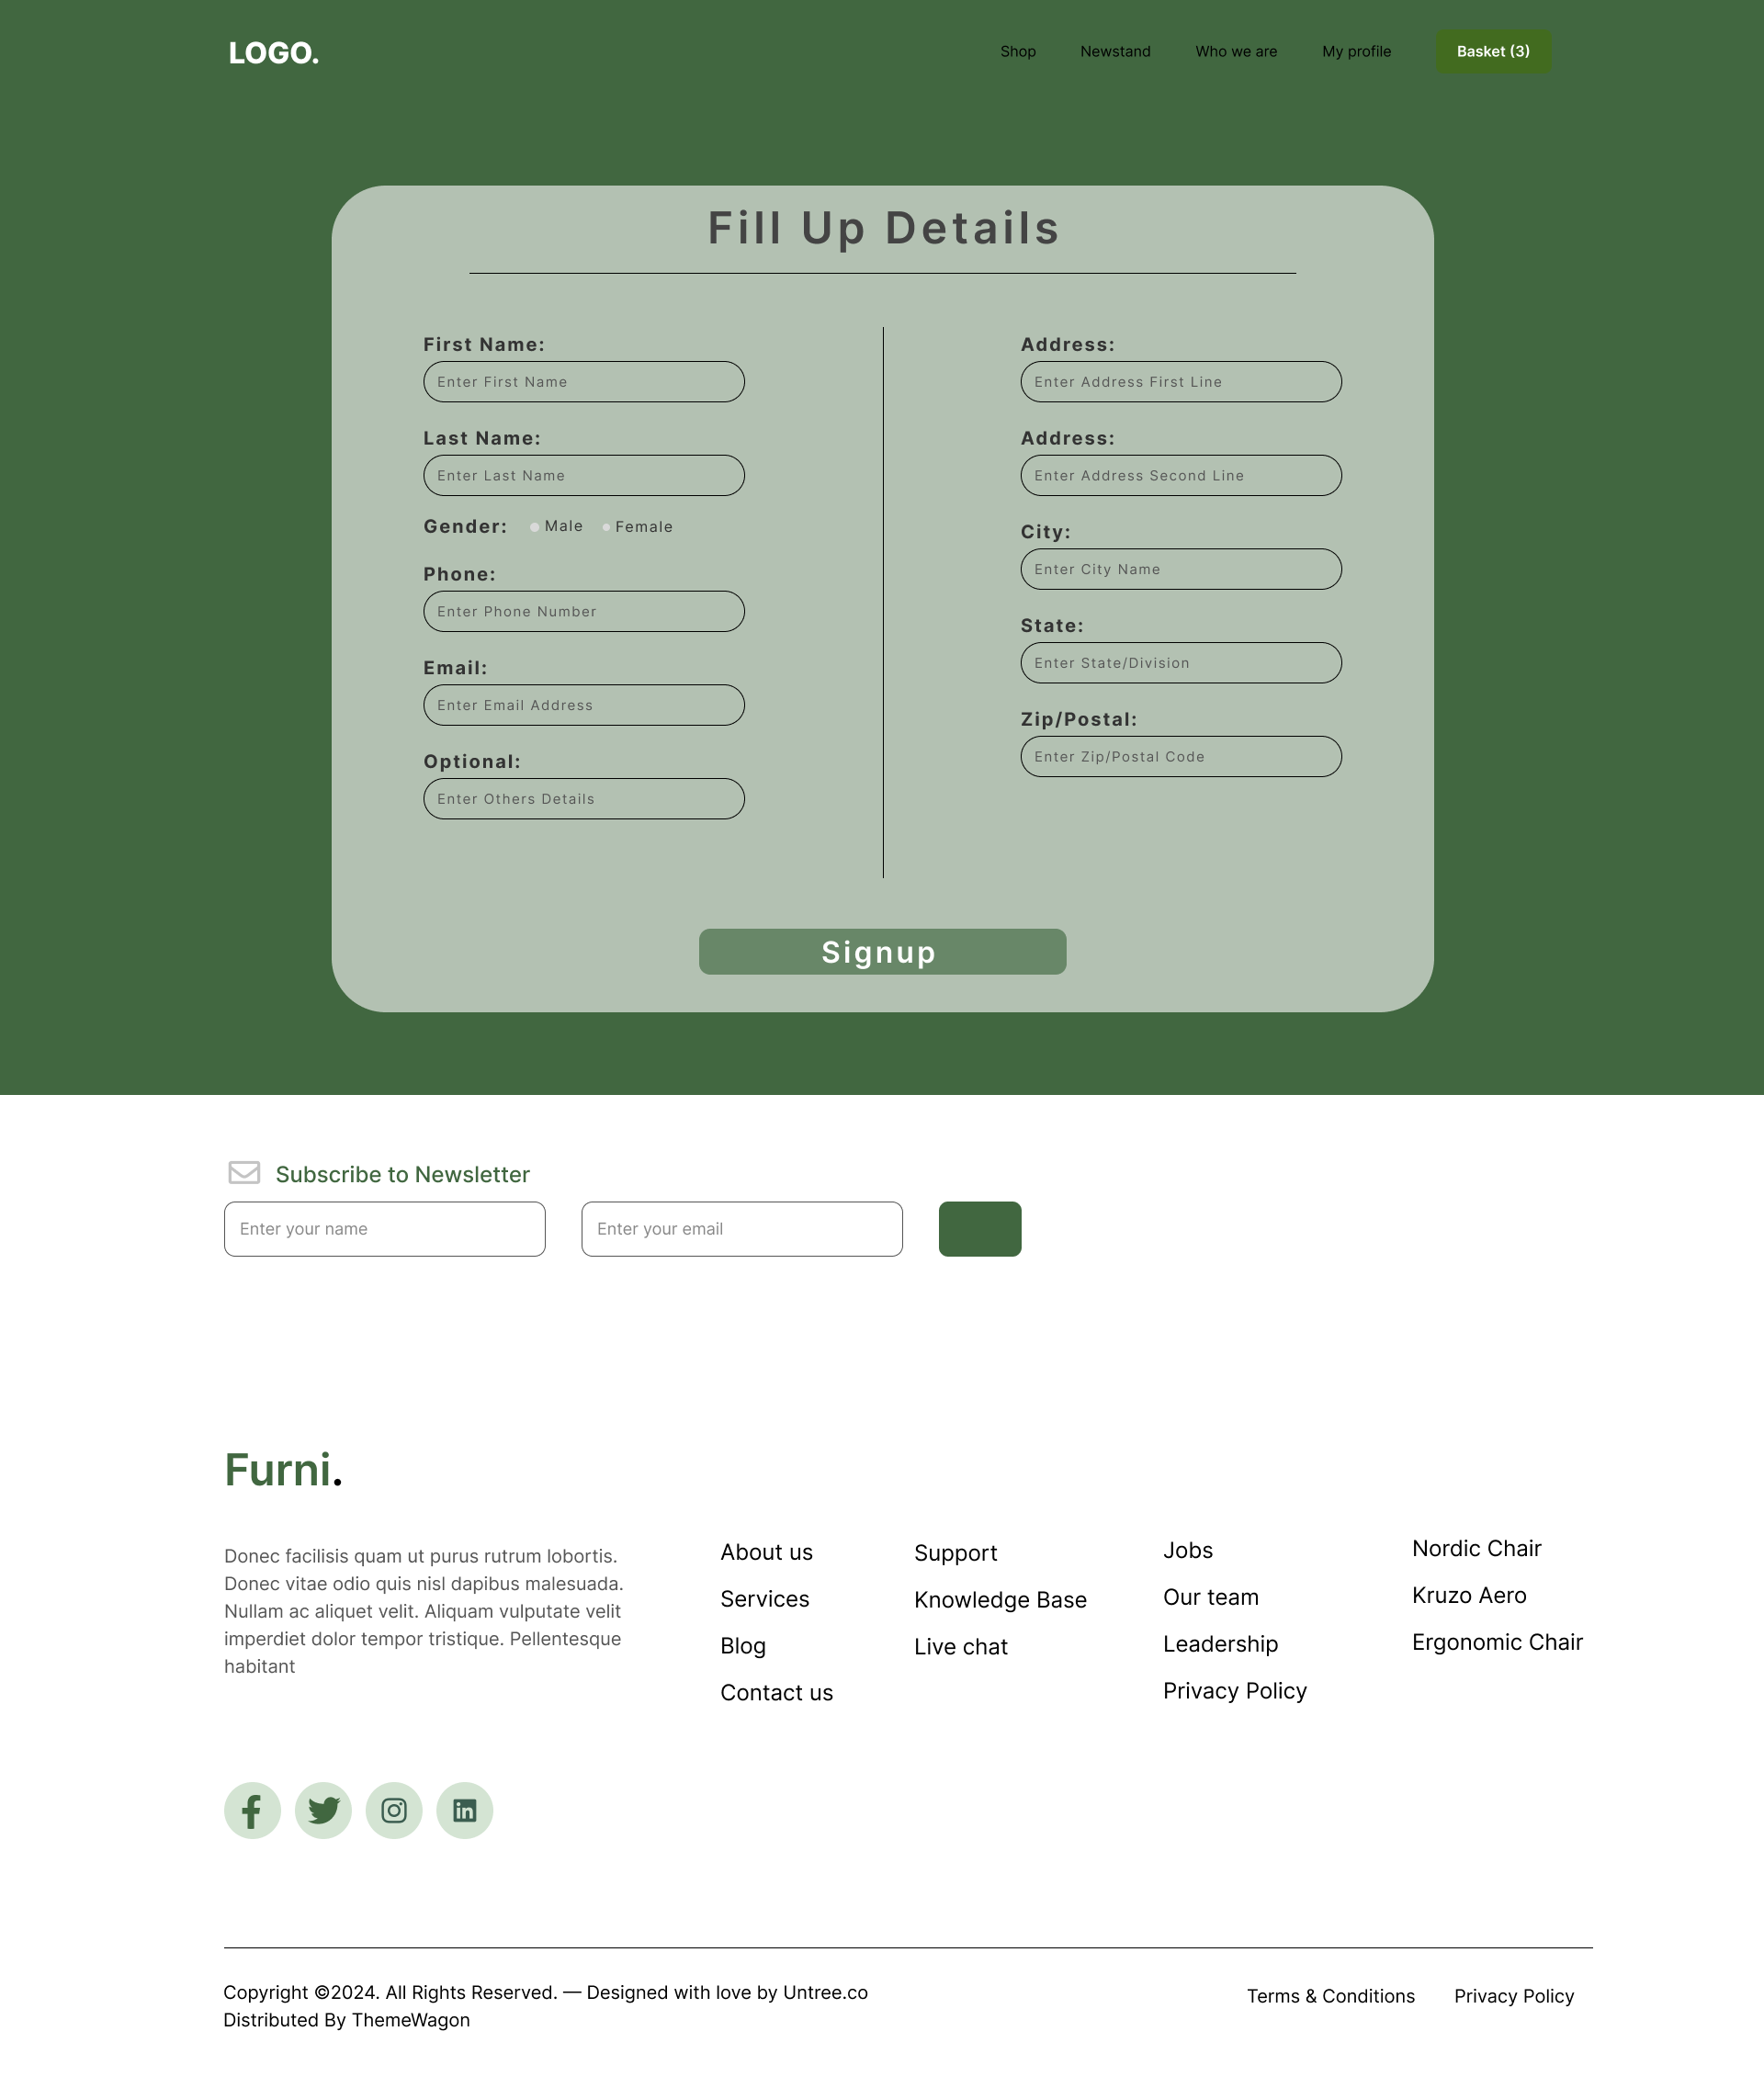 LOGO.
Shop
Newstand
Who we are
My profile
Basket (3)
Fill Up Details
First Name:
Enter First Name
Last Name:
Enter Last Name
Gender:
Male
Female
Phone:
Enter Phone Number
Email:
Enter Email Address
Optional:
Enter Others Details
Address:
Enter Address First Line
Address:
Enter Address Second Line
City:
Enter City Name
State:
Enter State/Division
Zip/Postal:
Enter Zip/Postal Code
Signup
Subscribe to Newsletter
Enter your name
Enter your email
Furni.
Donec facilisis quam ut purus rutrum lobortis.
Donec vitae odio quis nisl dapibus malesuada.
Nullam ac aliquet velit. Aliquam vulputate velit
imperdiet dolor tempor tristique. Pellentesque
habitant
About us
Services
Blog
Contact us
Support
Knowledge Base
Live chat
Jobs
Our team
Leadership
Privacy Policy
Nordic Chair
Kruzo Aero
Ergonomic Chair
Copyright ©2024. All Rights Reserved. — Designed with love by Untree.co
Distributed By ThemeWagon
Terms & Conditions
Privacy Policy